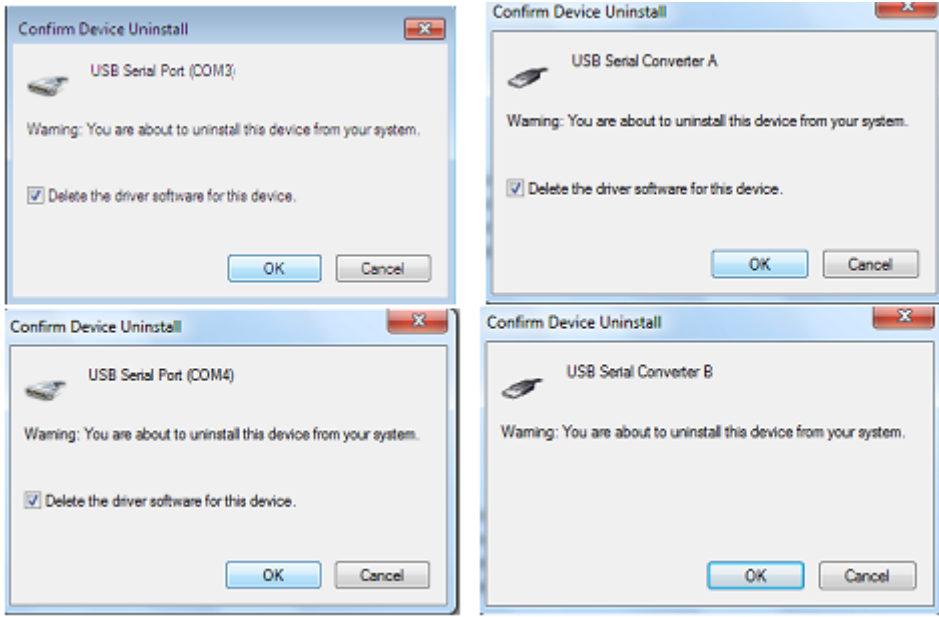 Confirm Device Uninstall
USB Serial Port (COM3)
Warning: You are about to uninstall this device from your system.
Delete the driver software for this device.
OK Cancel
Confirm Device Uninstall
USB Serial Converter A
Warning: You are about to uninstall this device from your system.
Delete the driver software for this device.
OK Cancel
Confirm Device Uninstall
USB Serial Port (COM4)
Warning: You are about to uninstall this device from your system.
Delete the driver software for this device.
OK Cancel
Confirm Device Uninstall
USB Serial Converter B
Warning: You are about to uninstall this device from your system.
OK Cancel